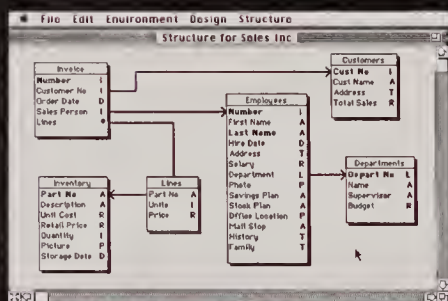 File Edit Environment Design Structure
Structure for Sales Inc
Invoice
Number I
Customer No I
Order Date D
Sales Person I
Lines *
Customers
Cust No I
Cust Name A
Address T
Total Sales R
Employees
Number I
First Name A
Last Name A
Hire Date D
Address T
Salary R
Department L
Photo P
Savings Plan A
Stock Plan A
Office Location P
Mail Stop A
History T
Family T
Departments
Depart No L
Name A
Supervisor A
Budget R
Inventory
Part No A
Description A
Unit Cost R
Retail Price R
Quantity I
Picture P
Storage Date D
Lines
Part No A
Units I
Price R